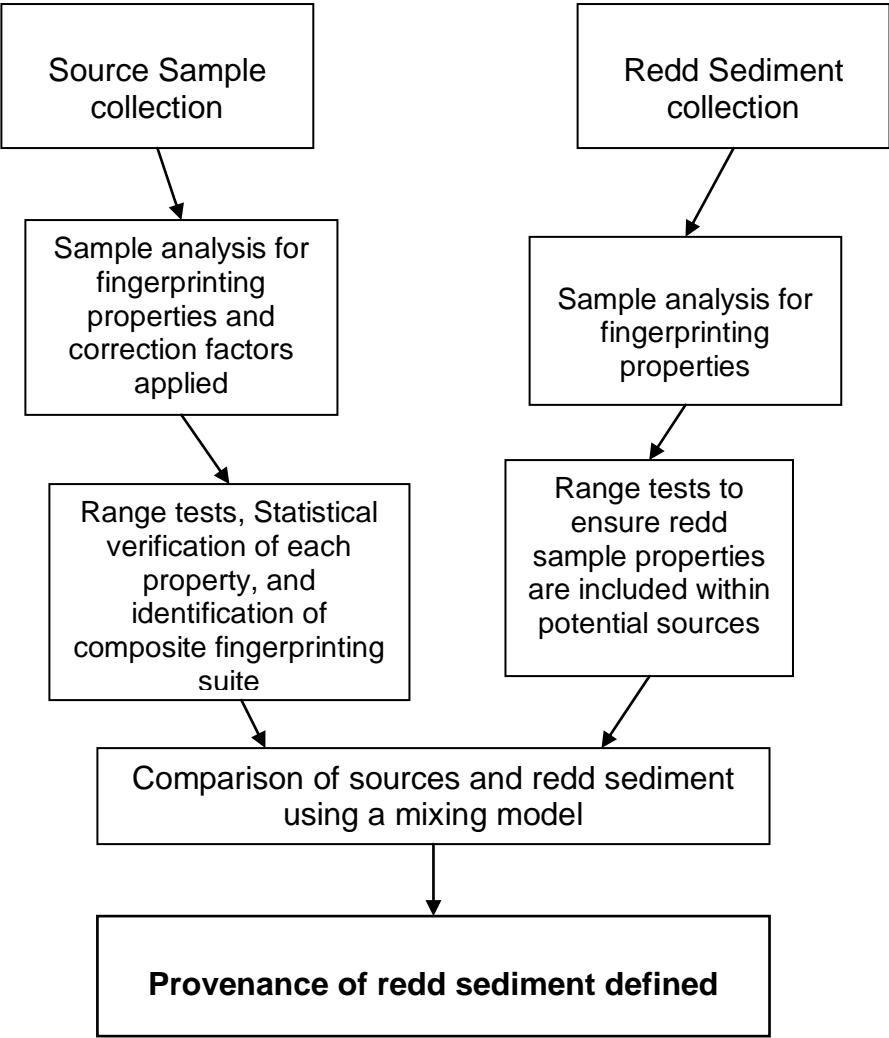 Source Sample
collection
Redd Sediment
collection
Sample analysis for
fingerprinting
properties and
correction factors
applied
Sample analysis for
fingerprinting
properties
Range tests, Statistical
verification of each
property, and
identification of
composite fingerprinting
suite
Range tests to
ensure redd
sample properties
are included within
potential sources
Comparison of sources and redd sediment
using a mixing model
Provenance of redd sediment defined